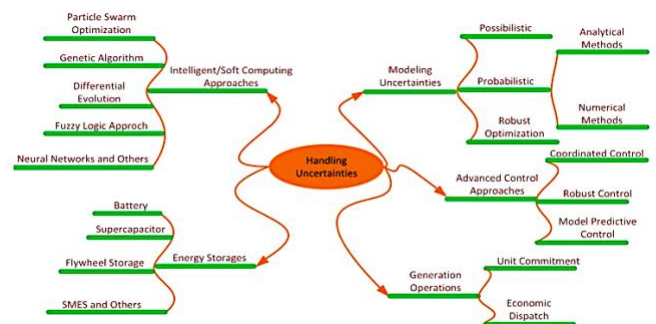 Particle Swarm
Optimization
Genetic Algorithm
Differential
Evolution
Fuzzy Logic Approch
Neural Networks and Others
Intelligent/Soft Computing
Approaches
Battery
Supercapacitor
Flywheel Storage
SMES and Others
Energy Storages
Handling
Uncertainties
Modeling
Uncertainties
Possibilistic
Probabilistic
Robust
Optimization
Analytical
Methods
Numerical
Methods
Advanced Control
Approaches
Coordinated Control
Robust Control
Model Predictive
Control
Generation
Operations
Unit Commitment
Economic
Dispatch